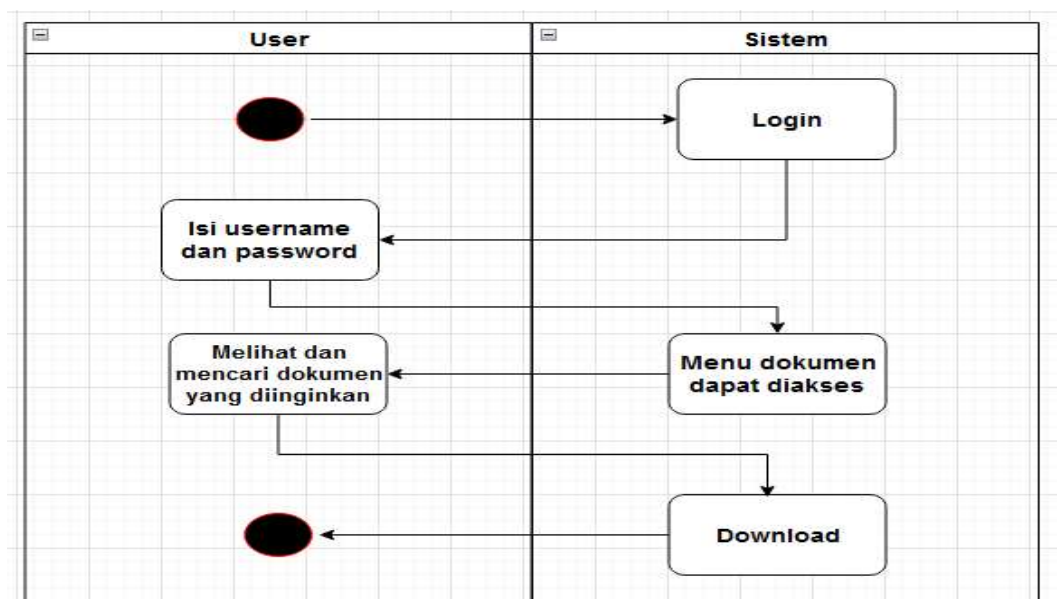 User
Sistem
Login
Isi username
dan password
Melihat dan
mencari dokumen
yang diinginkan
Menu dokumen
dapat diakses
Download